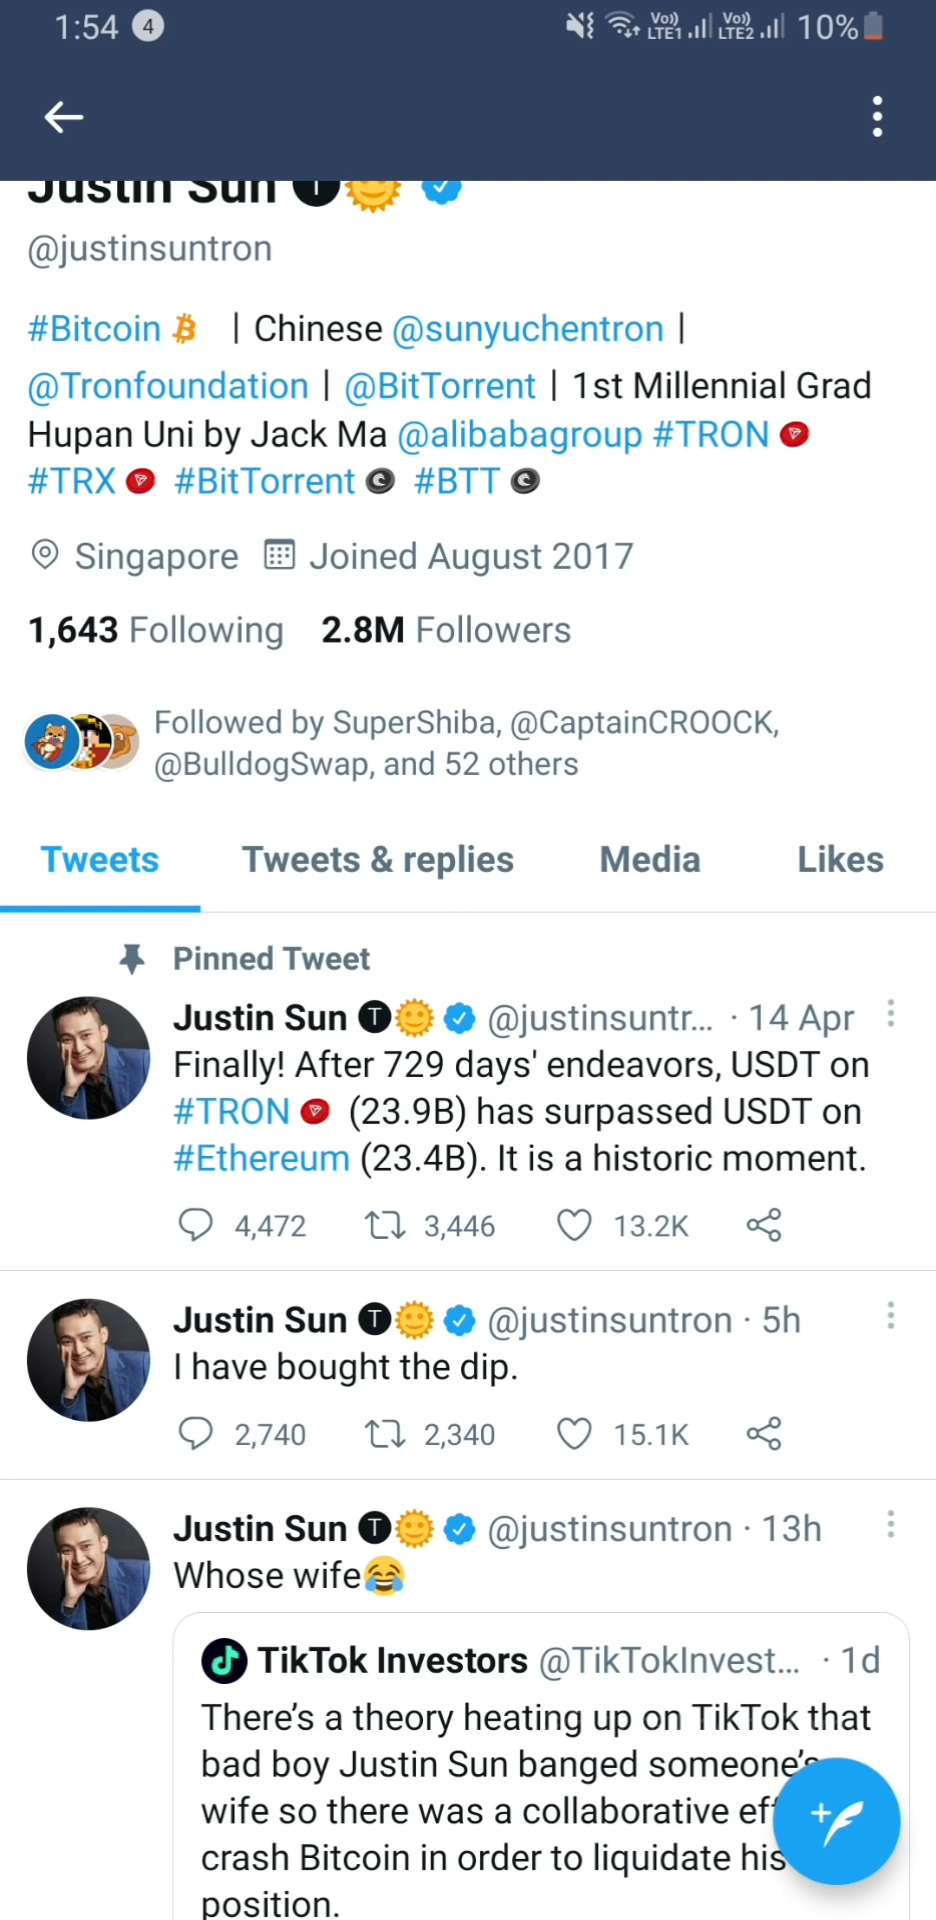 1:54 4 Vo)) LTE1 Vo)) LTE2 10%
Justin Sun T
@justinsuntron
#Bitcoin | Chinese @sunyuchentron |
@Tronfoundation | @BitTorrent | 1st Millennial Grad
Hupan Uni by Jack Ma @alibabagroup #TRON
#TRX #BitTorrent #BTT
Singapore Joined August 2017
1,643 Following 2.8M Followers
Followed by SuperShiba, @CaptainCROOCK,
@BulldogSwap, and 52 others
Tweets Tweets & replies Media Likes
Pinned Tweet
Justin Sun T @justinsuntr... · 14 Apr
Finally! After 729 days' endeavors, USDT on
#TRON (23.9B) has surpassed USDT on
#Ethereum (23.4B). It is a historic moment.
4,472 3,446 13.2K
Justin Sun T @justinsuntron · 5h
I have bought the dip.
2,740 2,340 15.1K
Justin Sun T @justinsuntron · 13h
Whose wife😂
TikTok Investors @TikTokInvest... · 1d
There's a theory heating up on TikTok that
bad boy Justin Sun banged someone's
wife so there was a collaborative
crash Bitcoin in order to liquidate his
position.